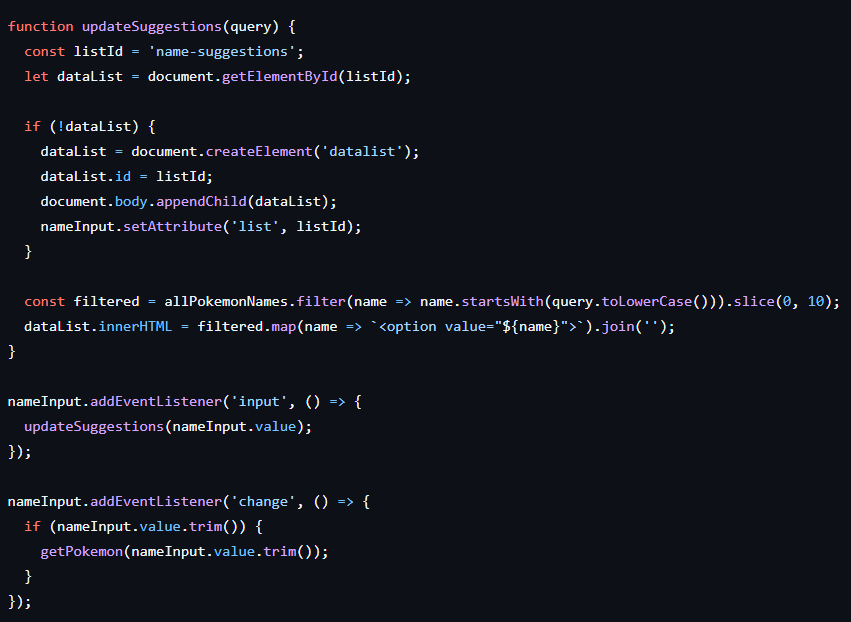 function updateSuggestions(query) {
  const listId = 'name-suggestions';
  let dataList = document.getElementById(listId);

  if (!dataList) {
    dataList = document.createElement('datalist');
    dataList.id = listId;
    document.body.appendChild(dataList);
    nameInput.setAttribute('list', listId);
  }

  const filtered = allPokemonNames.filter(name => name.startsWith(query.toLowerCase())).slice(0, 10);
  dataList.innerHTML = filtered.map(name => `<option value="${name}">`).join('');
}

nameInput.addEventListener('input', () => {
  updateSuggestions(nameInput.value);
});

nameInput.addEventListener('change', () => {
  if (nameInput.value.trim()) {
    getPokemon(nameInput.value.trim());
  }
});